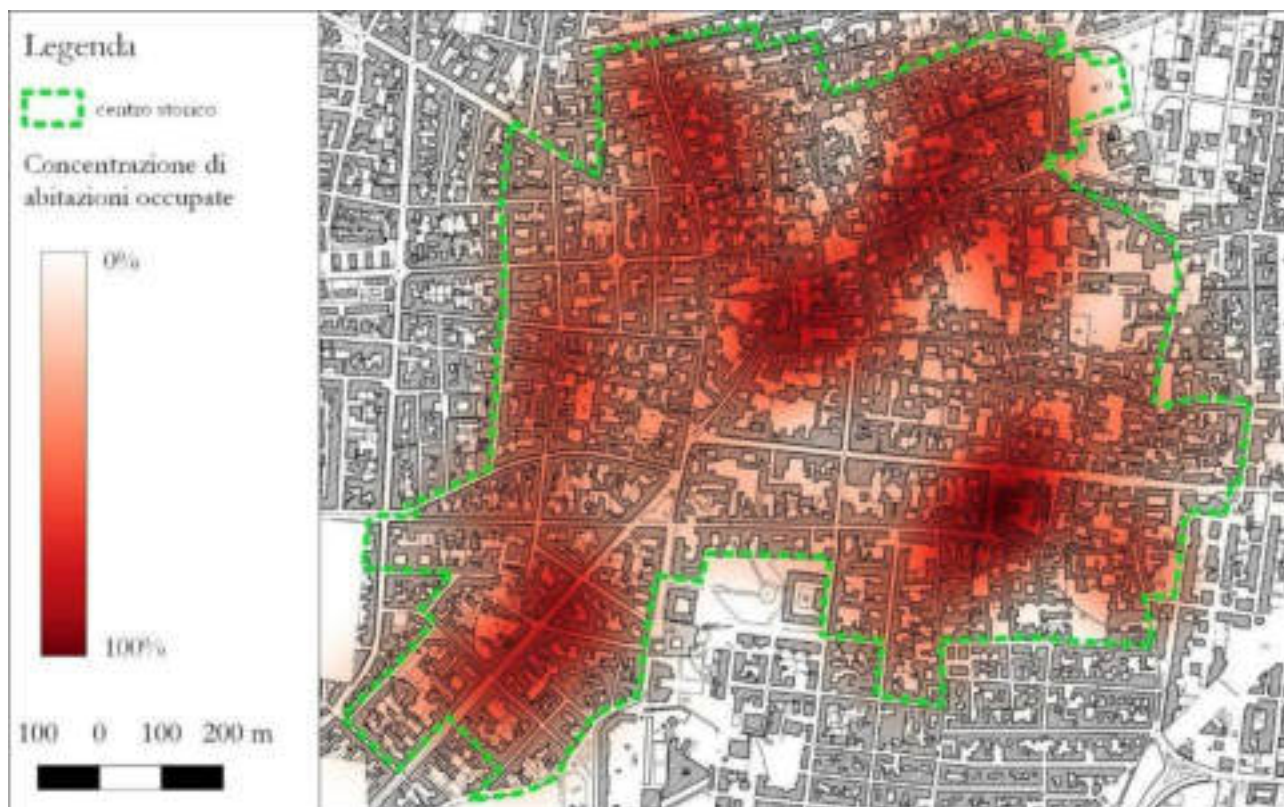 Legenda
centro storico
Concentrazione di
abitazioni occupate
0%
100%
100 0 100 200 m